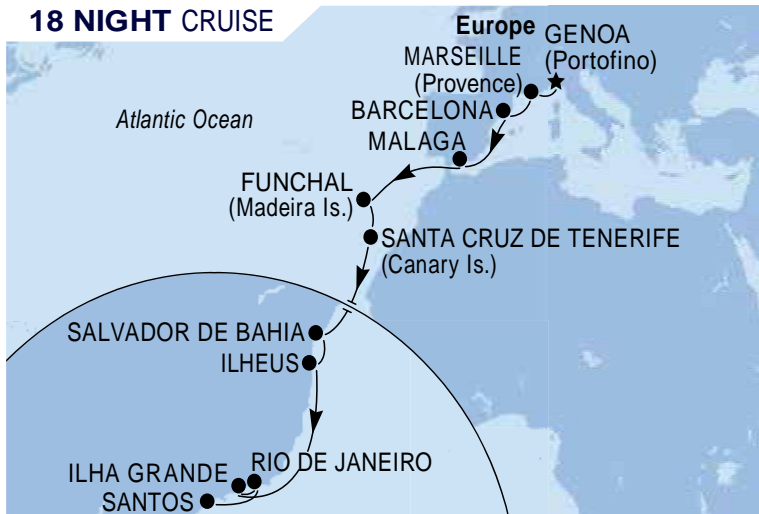 18 NIGHT CRUISE
Europe
GENOA
(Portofino)
MARSEILLE
(Provence)
BARCELONA
Atlantic Ocean
MALAGA
FUNCHAL
(Madeira Is.)
SANTA CRUZ DE TENERIFE
(Canary Is.)
SALVADOR DE BAHIA
ILHEUS
RIO DE JANEIRO
ILHA GRANDE
SANTOS